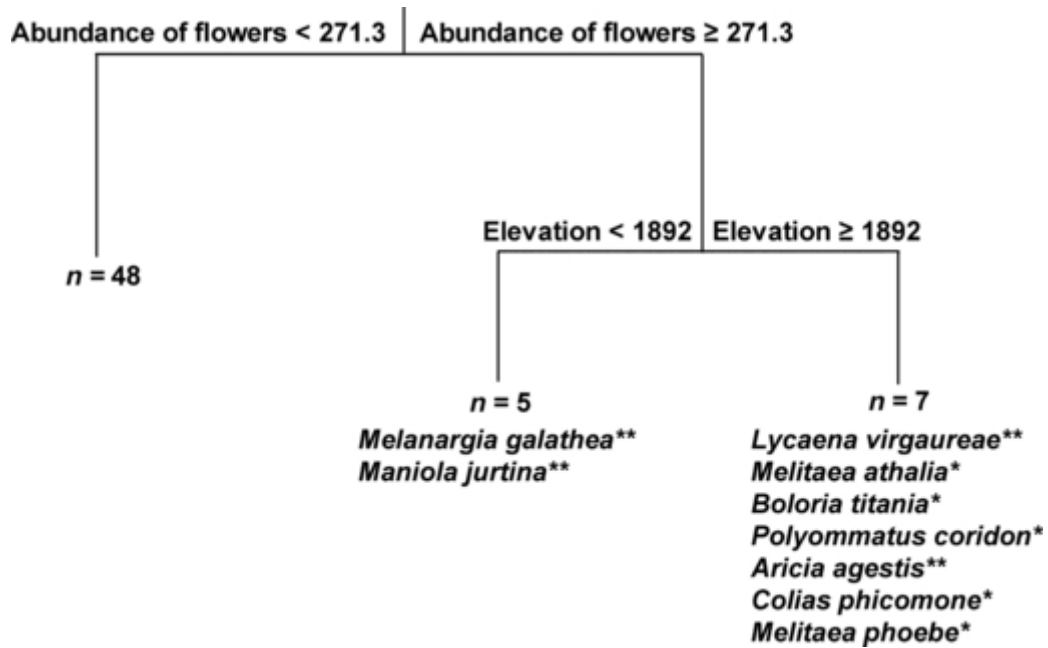 Abundance of flowers < 271.3
Abundance of flowers ≥ 271.3
Elevation < 1892
Elevation ≥ 1892
n = 48
n = 5
Melanargia galathea**
Maniola jurtina**
n = 7
Lycaena virgaureae**
Melitaea athalia*
Boloria titania*
Polyommatus coridon*
Aricia agestis**
Colias phicomone*
Melitaea phoebe*